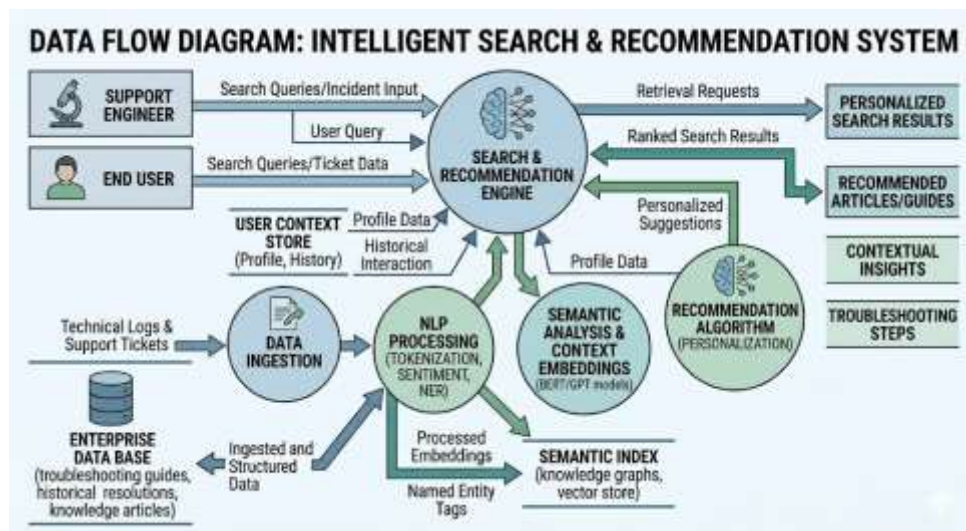 DATA FLOW DIAGRAM: INTELLIGENT SEARCH & RECOMMENDATION SYSTEM
SUPPORT
ENGINEER
Search Queries/Incident Input
User Query
END USER
Search Queries/Ticket Data
SEARCH &
RECOMMENDATION
ENGINE
Retrieval Requests
PERSONALIZED
SEARCH RESULTS
Ranked Search Results
RECOMMENDED
ARTICLES/GUIDES
Personalized
Suggestions
CONTEXTUAL
INSIGHTS
TROUBLESHOOTING
STEPS
USER CONTEXT
STORE
(Profile, History)
Profile Data
Historical
Interaction
Profile Data
RECOMMENDATION
ALGORITHM
(PERSONALIZATION)
Technical Logs &
Support Tickets
DATA
INGESTION
NLP
PROCESSING
(TOKENIZATION,
SENTIMENT,
NER)
SEMANTIC
ANALYSIS &
CONTEXT
EMBEDDINGS
(BERT/GPT models)
ENTERPRISE
DATA BASE
(troubleshooting guides,
historical resolutions,
knowledge articles)
Ingested and
Structured
Data
Processed
Embeddings
Named Entity
Tags
SEMANTIC INDEX
(knowledge graphs,
vector store)